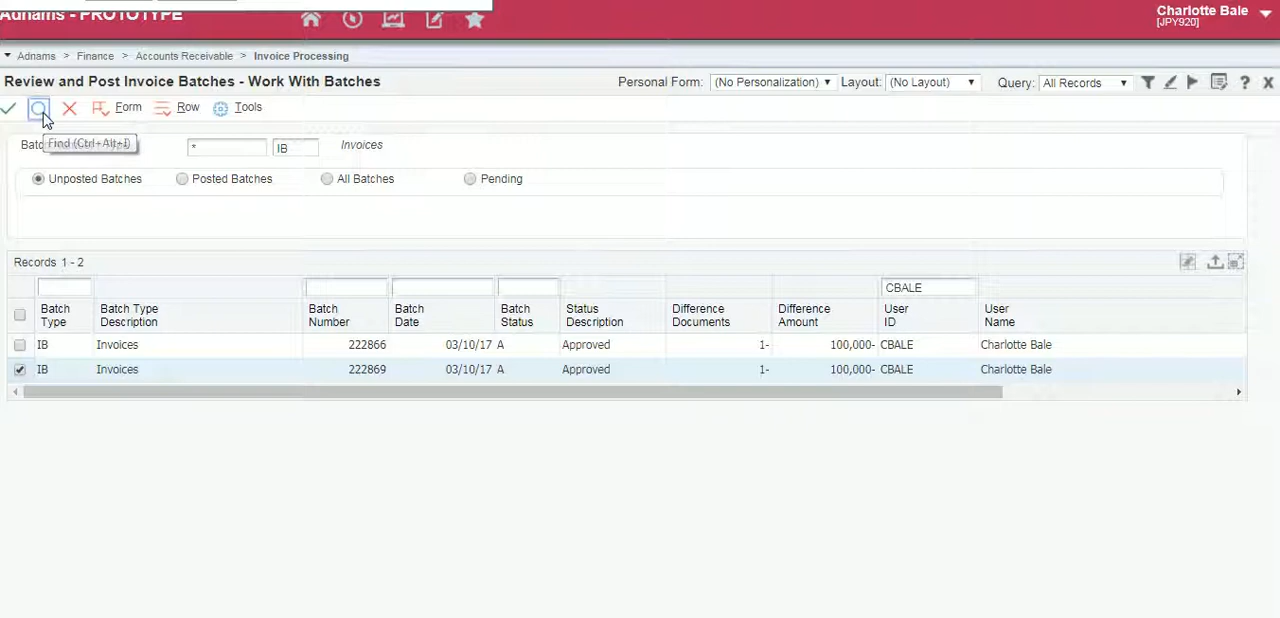 Adnams - PROTOTYPE
Charlotte Bale
[JPY920]
Adnams > Finance > Accounts Receivable > Invoice Processing
Review and Post Invoice Batches - Work With Batches
Personal Form: (No Personalization) Layout: (No Layout) Query: All Records
Form Row Tools
Find (Ctrl+Alt+I)
* IB Invoices
Unposted Batches Posted Batches All Batches Pending
Records 1 - 2
CBALE
Batch Type Batch Type Description Batch Number Batch Date Batch Status Status Description Difference Documents Difference Amount User ID User Name
IB Invoices 222866 03/10/17 A Approved 1- 100,000- CBALE Charlotte Bale
IB Invoices 222869 03/10/17 A Approved 1- 100,000- CBALE Charlotte Bale